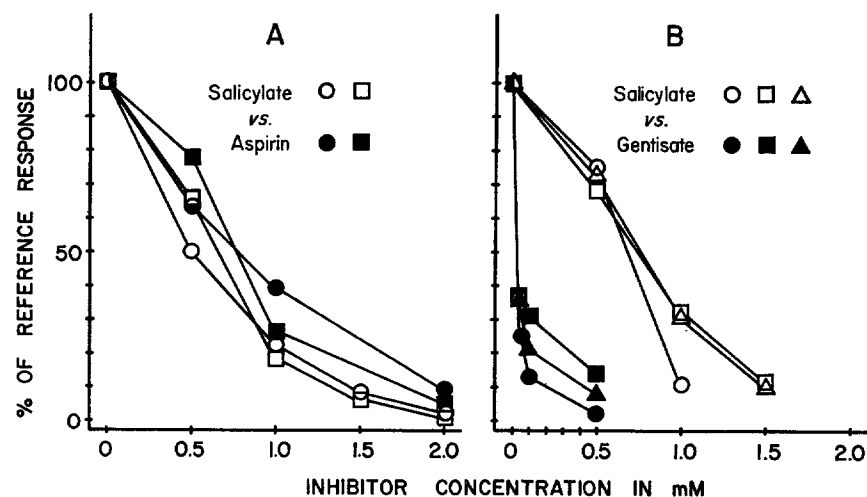 A
B
% OF REFERENCE RESPONSE
100
50
0
Salicylate
vs.
Aspirin
Salicylate
vs.
Gentisate
0 0.5 1.0 1.5 2.0
0 0.5 1.0 1.5 2.0
INHIBITOR CONCENTRATION IN mM